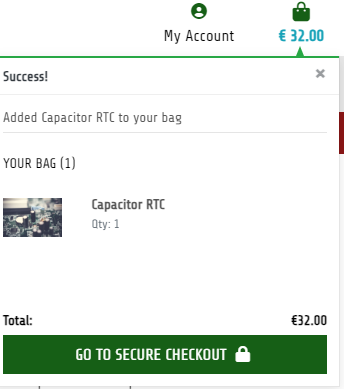 My Account
€ 32.00
Success!
×
Added Capacitor RTC to your bag
YOUR BAG (1)
Capacitor RTC
Qty: 1
Total:
€32.00
GO TO SECURE CHECKOUT